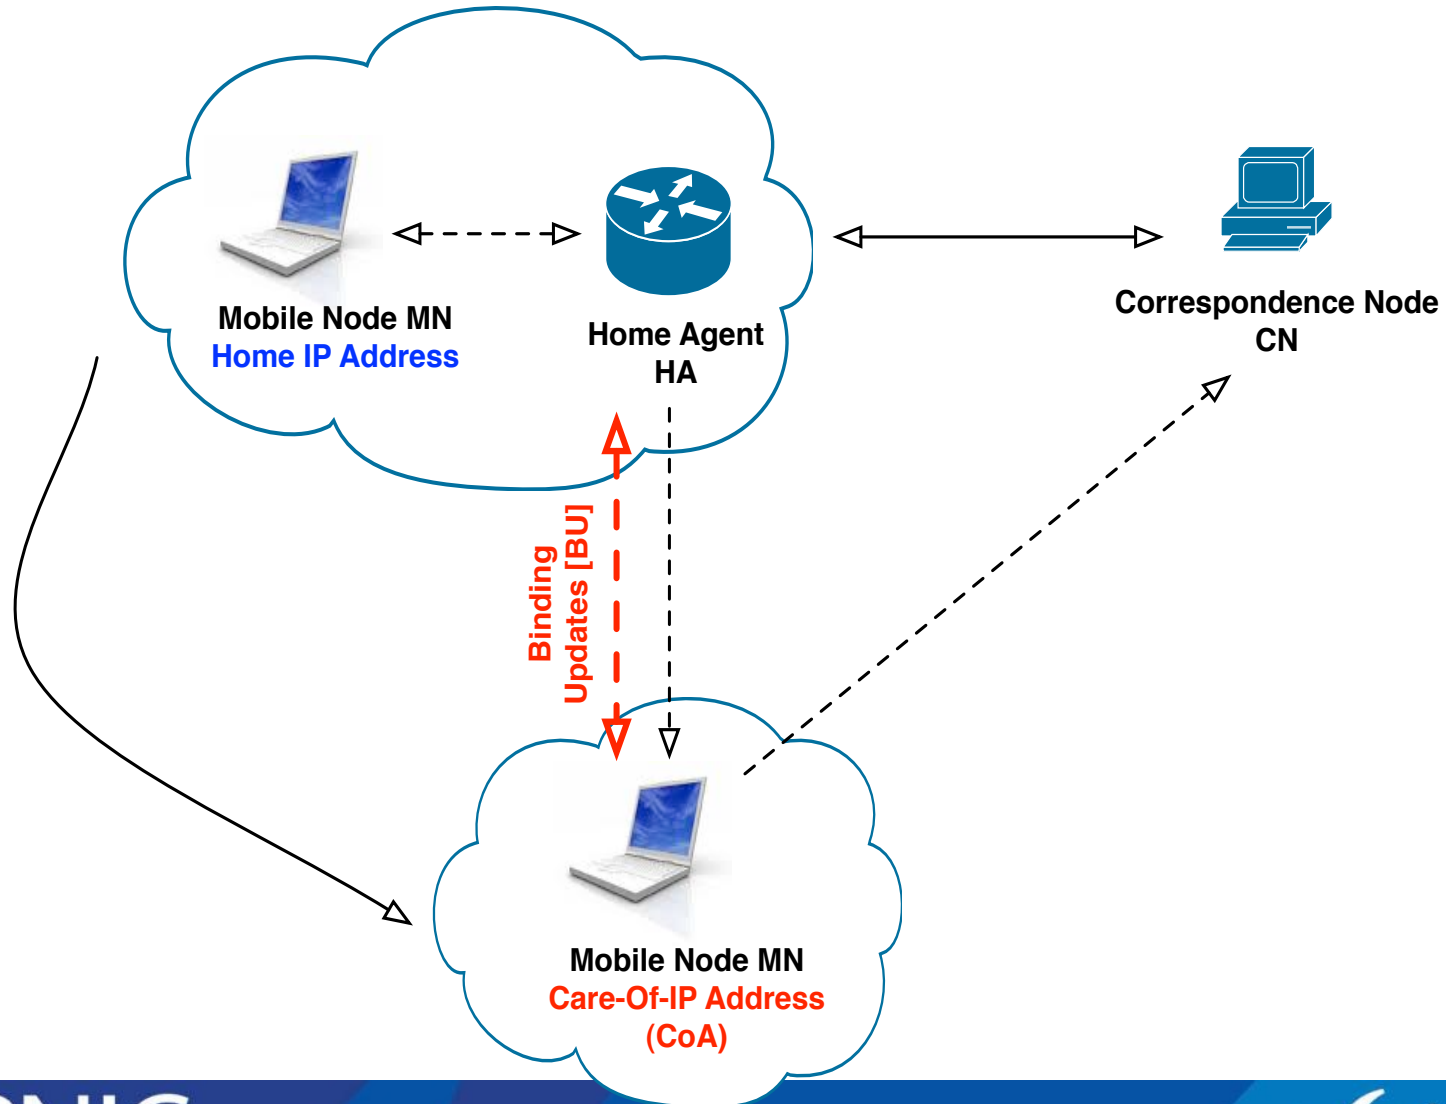 Mobile Node MN
Home IP Address
Home Agent
HA
Correspondence Node
CN
Binding
Updates [BU]
Mobile Node MN
Care-Of-IP Address
(CoA)